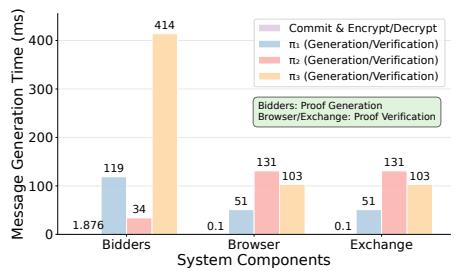 Message Generation Time (ms)
400
300
200
100
0
414
119
34
1.876
0.1
51
131
103
0.1
51
131
103
Commit & Encrypt/Decrypt
π₁ (Generation/Verification)
π₂ (Generation/Verification)
π₃ (Generation/Verification)
Bidders: Proof Generation
Browser/Exchange: Proof Verification
Bidders
Browser
Exchange
System Components